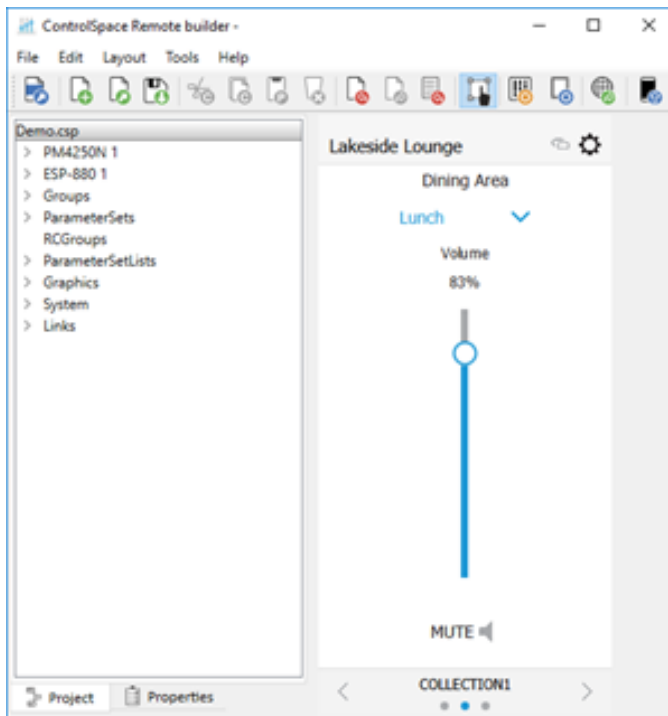 ControlSpace Remote builder -
File Edit Layout Tools Help
Demo.csp
PM4250N 1
ESP-880 1
Groups
ParameterSets
RCGroups
ParameterSetLists
Graphics
System
Links
Lakeside Lounge
Dining Area
Lunch
Volume
83%
MUTE
COLLECTION1
Project Properties